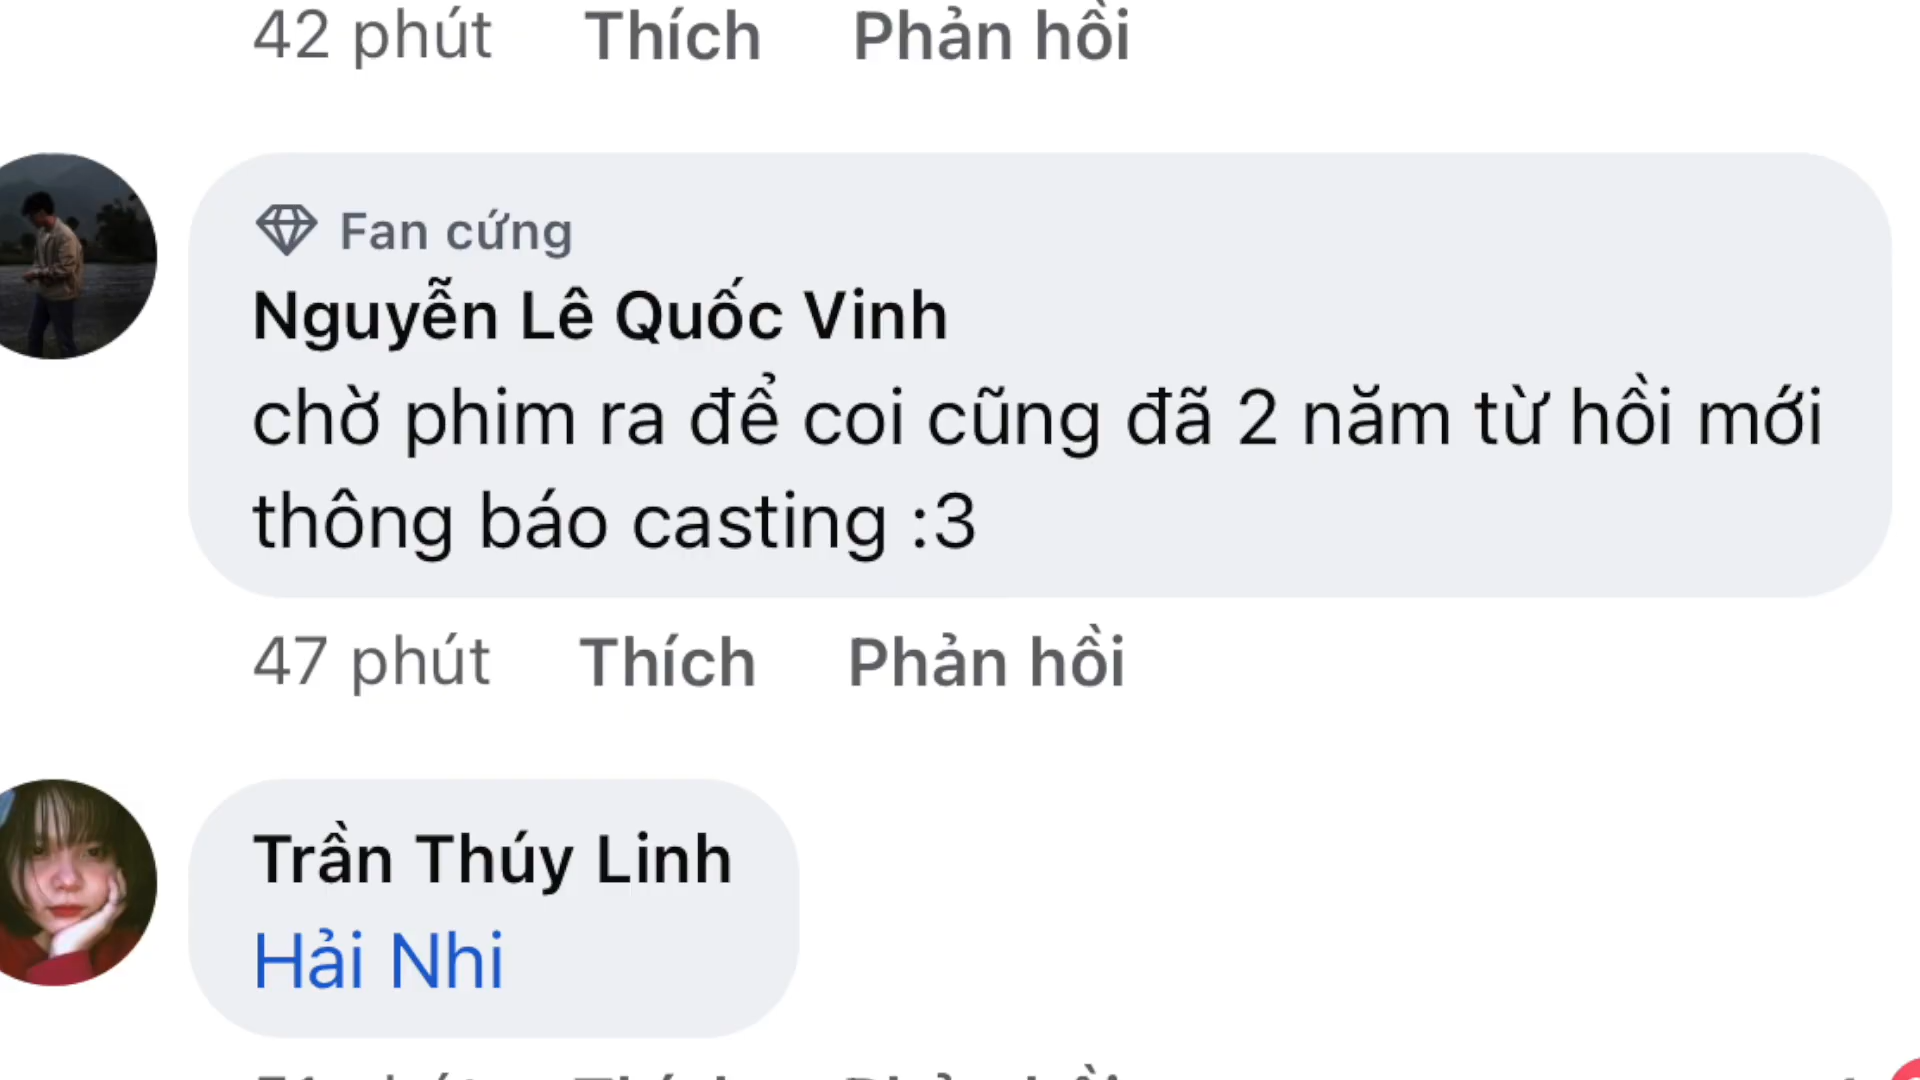 42 phút Thích Phản hồi
Fan cứng
Nguyễn Lê Quốc Vinh
chờ phim ra để coi cũng đã 2 năm từ hồi mới
thông báo casting :3
47 phút Thích Phản hồi
Trần Thúy Linh
Hải Nhi